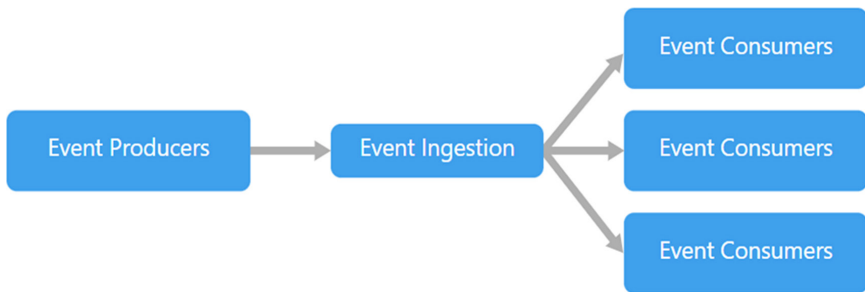 Event Producers
Event Ingestion
Event Consumers
Event Consumers
Event Consumers